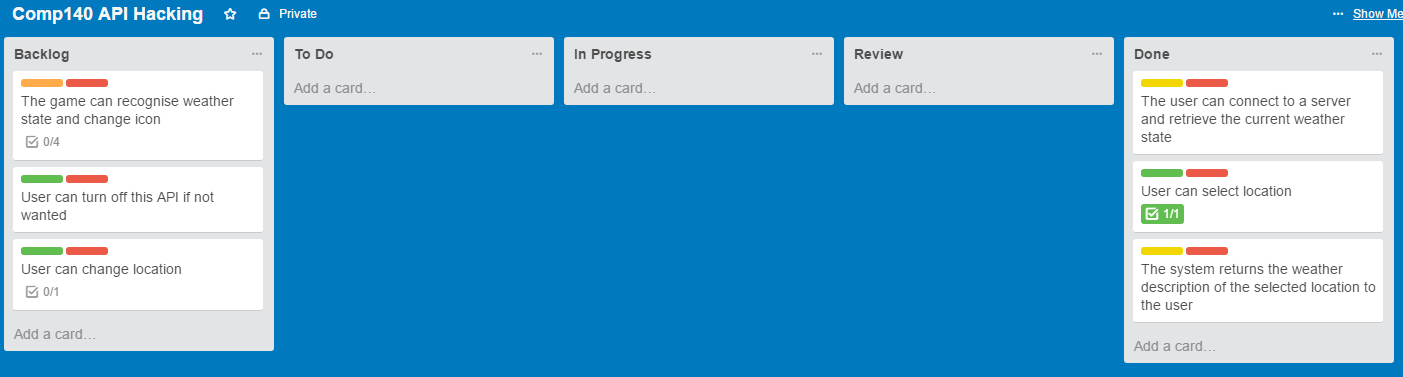 Comp140 API Hacking
Private
Show Me
Backlog
The game can recognise weather
state and change icon
0/4
User can turn off this API if not
wanted
User can change location
0/1
Add a card…
To Do
Add a card…
In Progress
Add a card…
Review
Add a card…
Done
The user can connect to a server
and retrieve the current weather
state
User can select location
1/1
The system returns the weather
description of the selected location to
the user
Add a card…